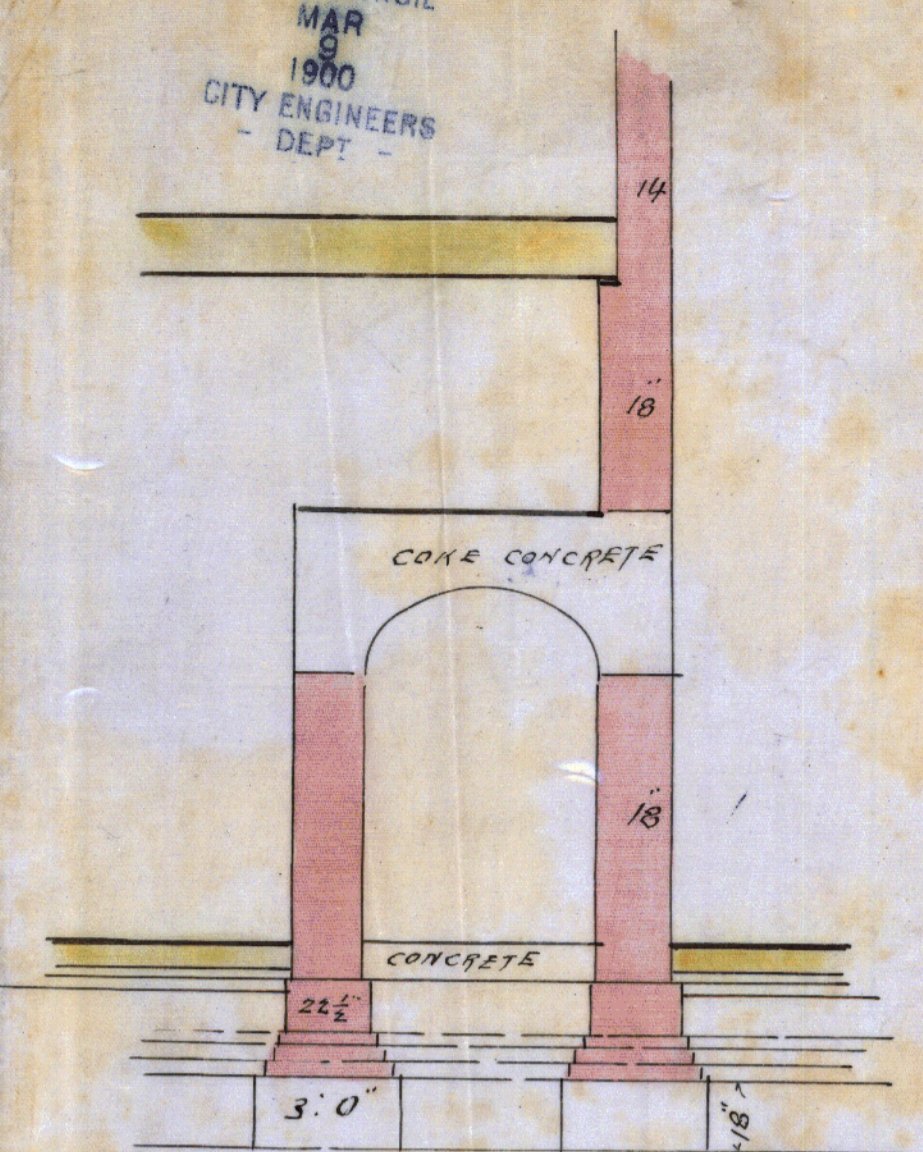 MAR
9
1900
CITY ENGINEERS
- DEPT -
14
18"
COKE CONCRETE
18"
CONCRETE
22½"
3'.0"
18"